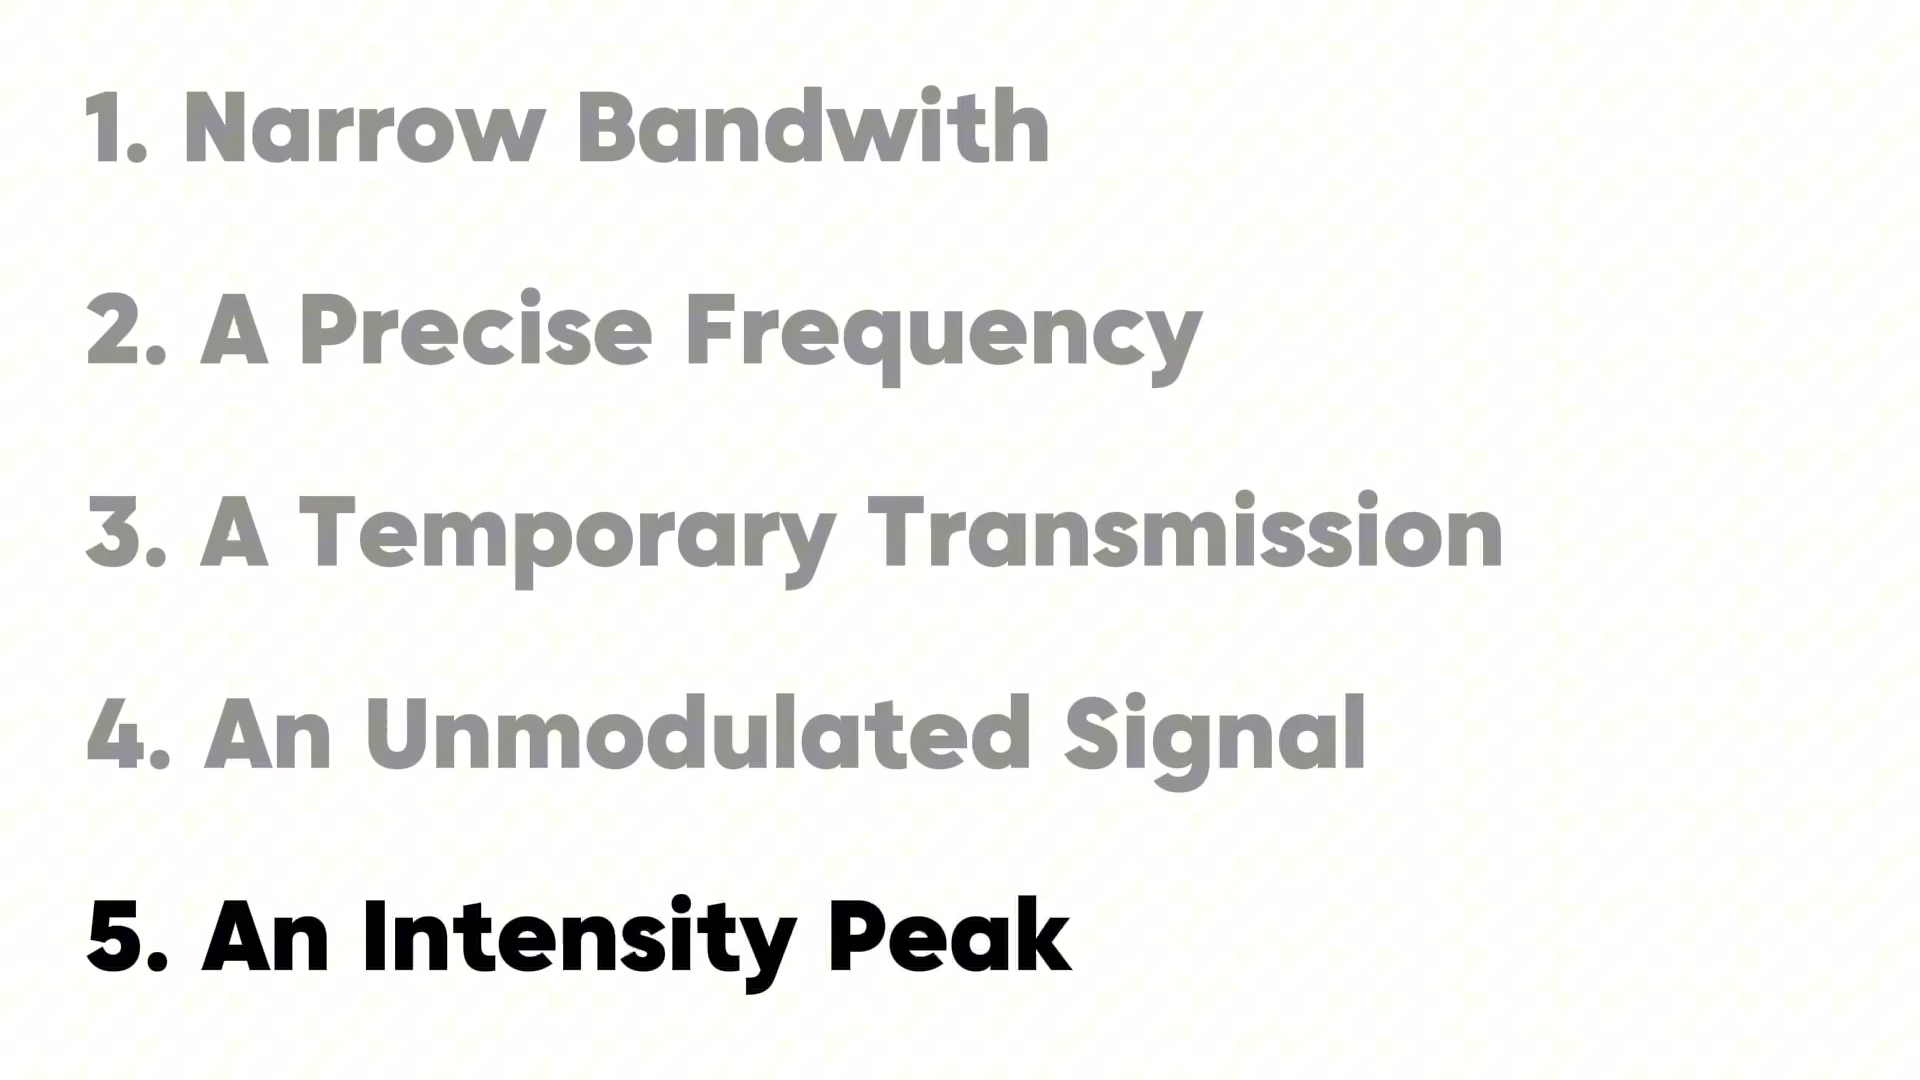 1. Narrow Bandwith
2. A Precise Frequency
3. A Temporary Transmission
4. An Unmodulated Signal
5. An Intensity Peak